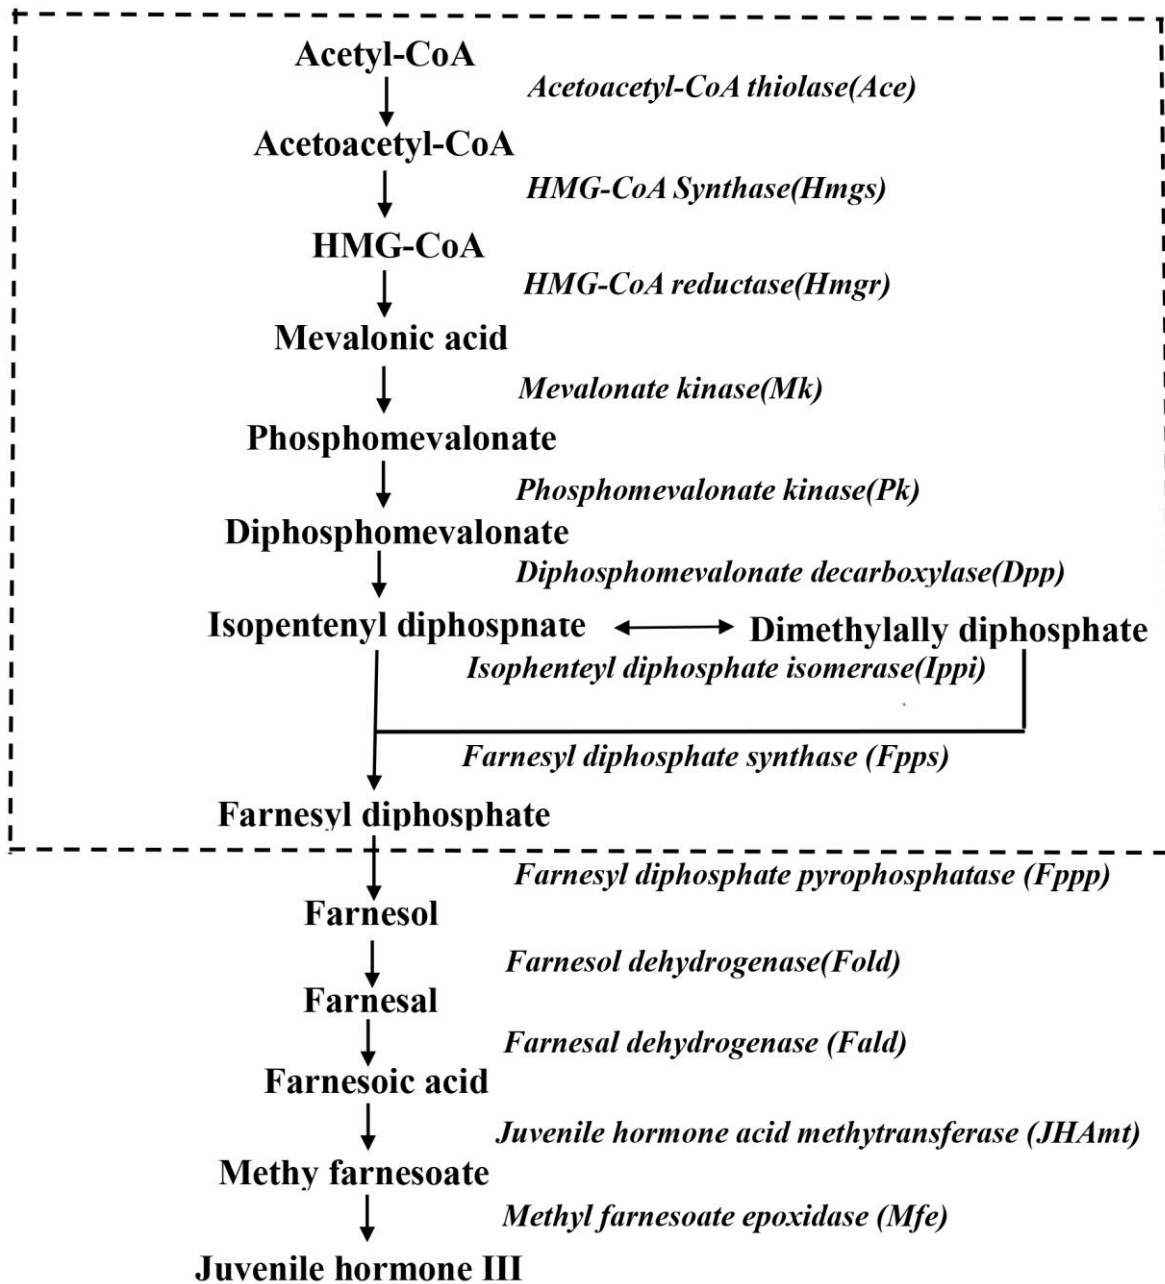 Acetyl-CoA
Acetoacetyl-CoA thiolase(Ace)
Acetoacetyl-CoA
HMG-CoA Synthase(Hmgs)
HMG-CoA
HMG-CoA reductase(Hmgr)
Mevalonic acid
Mevalonate kinase(Mk)
Phosphomevalonate
Phosphomevalonate kinase(Pk)
Diphosphomevalonate
Diphosphomevalonate decarboxylase(Dpp)
Isopentenyl diphospnate Dimethylally diphosphate
Isophenteyl diphosphate isomerase(Ippi)
Farnesyl diphosphate synthase (Fpps)
Farnesyl diphosphate
Farnesyl diphosphate pyrophosphatase (Fppp)
Farnesol
Farnesol dehydrogenase(Fold)
Farnesal
Farnesal dehydrogenase (Fald)
Farnesoic acid
Juvenile hormone acid methytransferase (JHAmt)
Methy farnesoate
Methyl farnesoate epoxidase (Mfe)
Juvenile hormone III